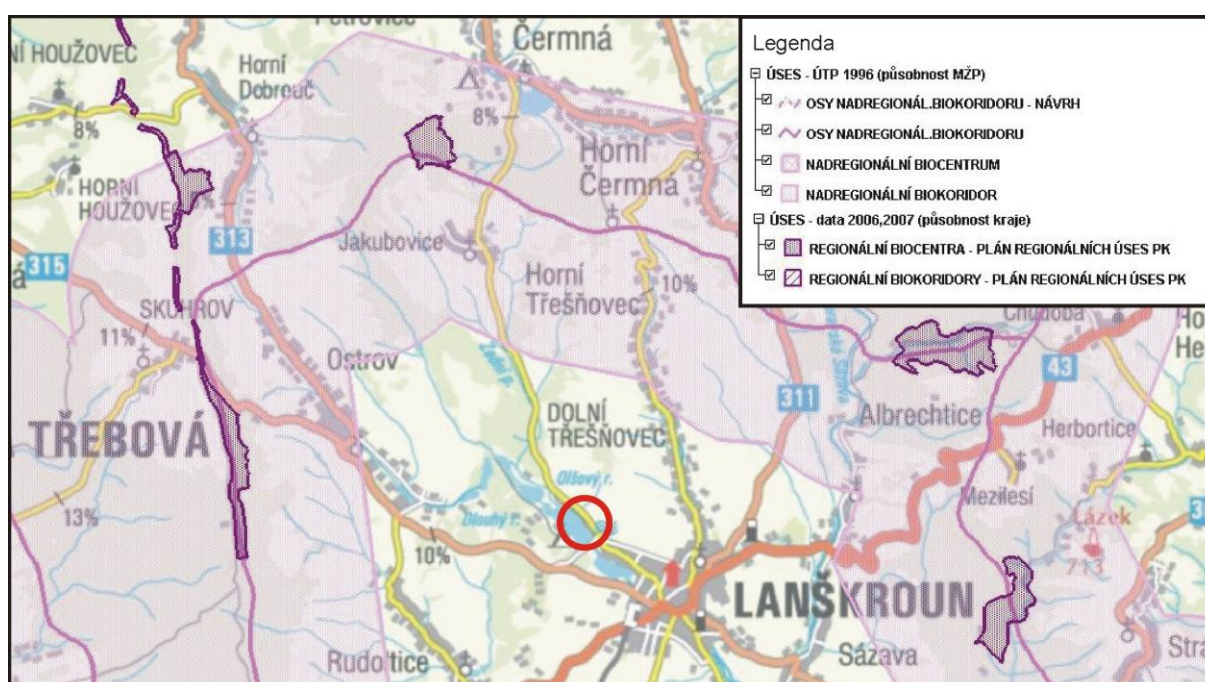 Petrovice
Čermná
NÍ HOUŽOVEC
Horní
Dobrouč
8%
8%
HORNÍ
HOUŽOVEC
Horní
Čermná
313
315
Jakubovice
Horní
Třešňovec
10%
SKUHROV
11%
Ostrov
TŘEBOVÁ
DOLNÍ
TŘEŠŇOVEC
311
43
Albrechtice
Herbortice
Mezilesí
Lázek
713
Olšový r.
Dlouhý r.
13%
10%
LANŠKROUN
Rudoltice
Sázava
Legenda
ÚSES - ÚTP 1996 (působnost MŽP)
OSY NADREGIONÁL.BIOKORIDORU - NÁVRH
OSY NADREGIONÁL.BIOKORIDORU
NADREGIONÁLNÍ BIOCENTRUM
NADREGIONÁLNÍ BIOKORIDOR
ÚSES - data 2006,2007 (působnost kraje)
REGIONÁLNÍ BIOCENTRA - PLÁN REGIONÁLNÍCH ÚSES PK
REGIONÁLNÍ BIOKORIDORY - PLÁN REGIONÁLNÍCH ÚSES PK